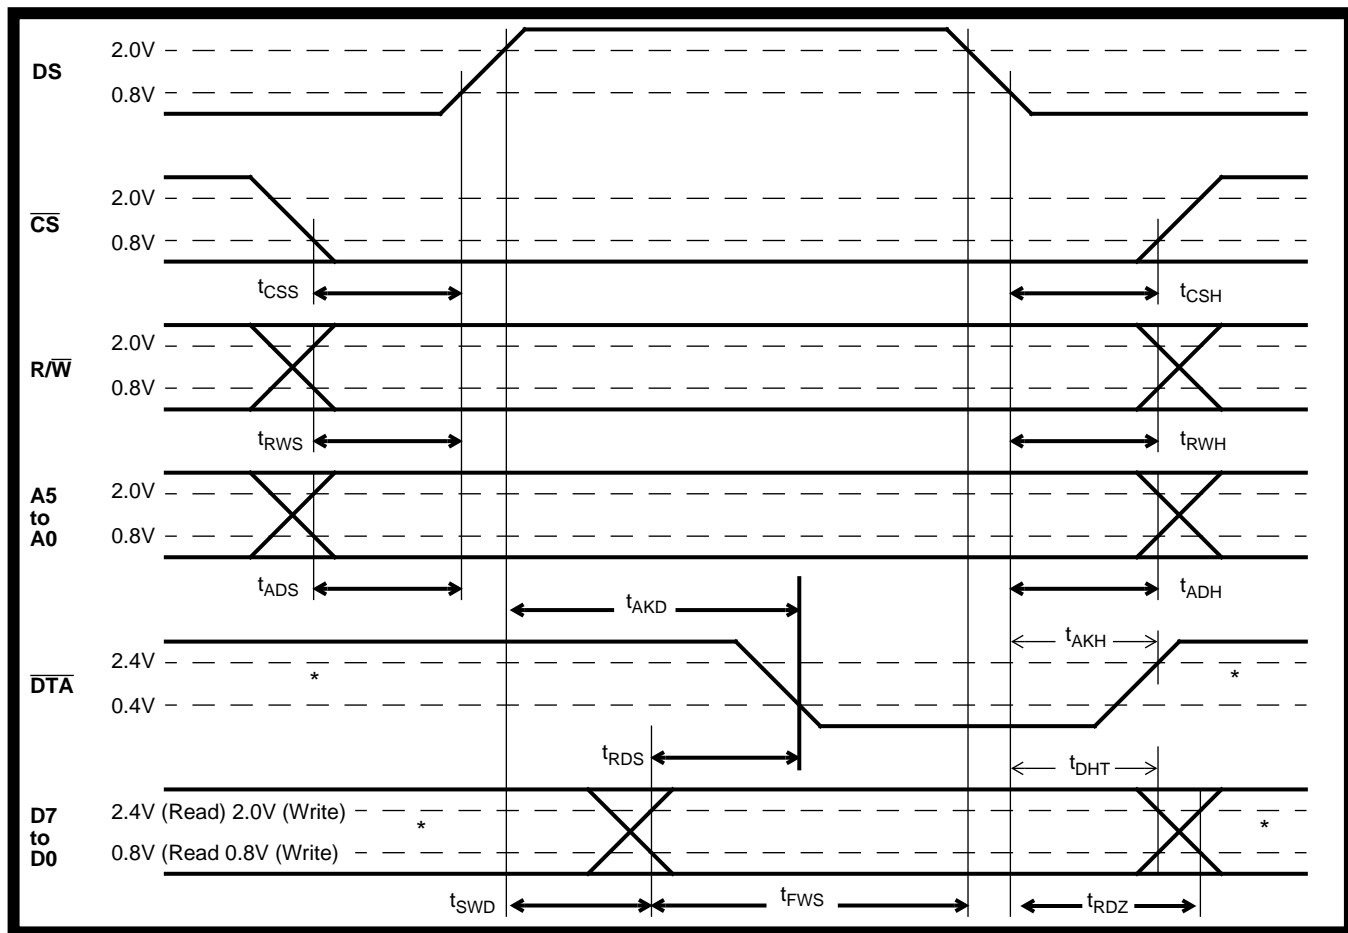 DS
2.0V
0.8V
CS
2.0V
0.8V
tCSS
tCSH
R/W
2.0V
0.8V
tRWS
tRWH
A5
to
A0
2.0V
0.8V
tADS
tAKD
tADH
DTA
2.4V
*
0.4V
tAKH
*
tRDS
tDHT
D7
to
D0
2.4V (Read) 2.0V (Write)
*
*
0.8V (Read 0.8V (Write)
tSWD
tFWS
tRDZ